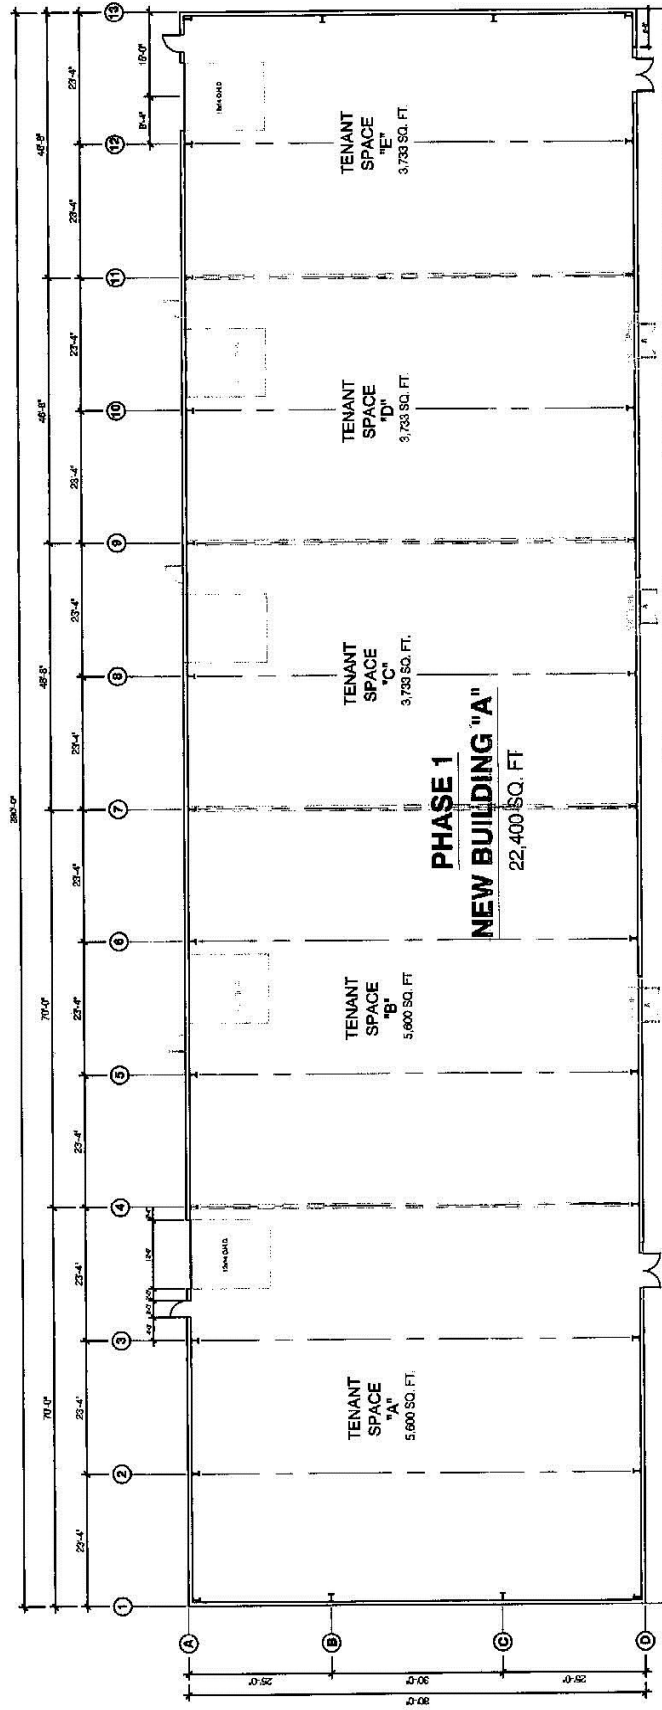 280'-0"
70'-0"
70'-0"
46'-8"
46'-8"
46'-8"
23'-4"
23'-4"
23'-4"
23'-4"
23'-4"
23'-4"
23'-4"
23'-4"
23'-4"
23'-4"
23'-4"
23'-4"
8'-4"
15'-0"
1
2
3
4
5
6
7
8
9
10
11
12
13
A
B
C
D
25'-0"
30'-0"
25'-0"
80'-0"
TENANT
SPACE
"A"
5,600 SQ. FT.
TENANT
SPACE
"B"
5,600 SQ. FT
TENANT
SPACE
"C"
3,733 SQ. FT.
TENANT
SPACE
"D"
3,733 SQ. FT.
TENANT
SPACE
"E"
3,733 SQ. FT.
PHASE 1
NEW BUILDING "A"
22,400 SQ. FT